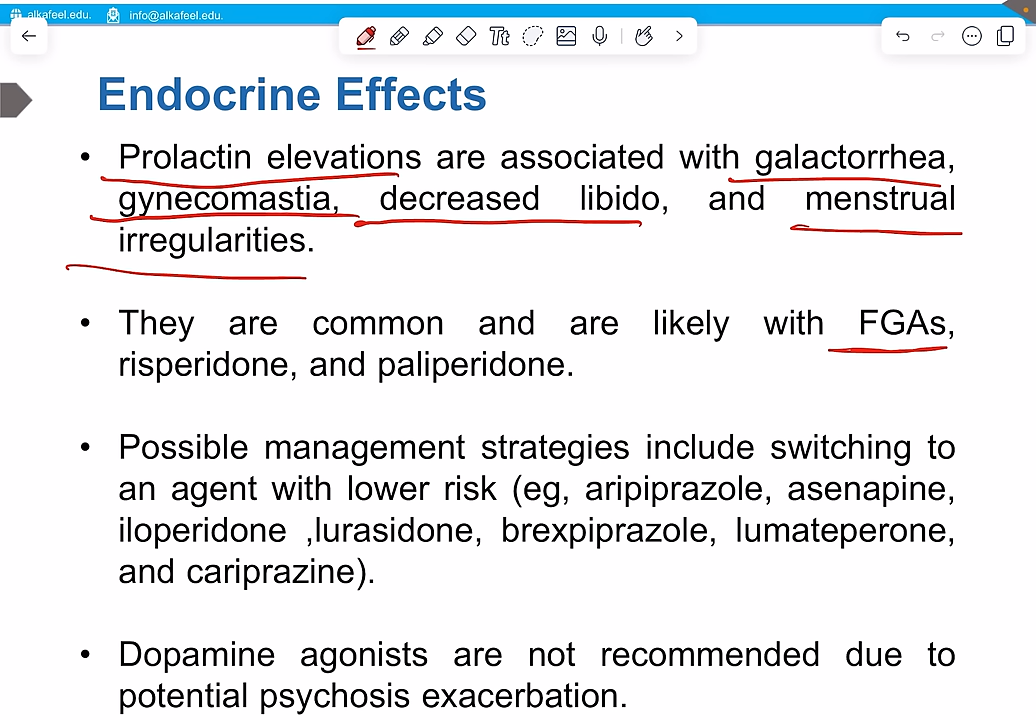 alkafeel.edu. info@alkafeel.edu.
Tt
Endocrine Effects
• Prolactin elevations are associated with galactorrhea,
gynecomastia, decreased libido, and menstrual
irregularities.
• They are common and are likely with FGAs,
risperidone, and paliperidone.
• Possible management strategies include switching to
an agent with lower risk (eg, aripiprazole, asenapine,
iloperidone ,lurasidone, brexpiprazole, lumateperone,
and cariprazine).
• Dopamine agonists are not recommended due to
potential psychosis exacerbation.